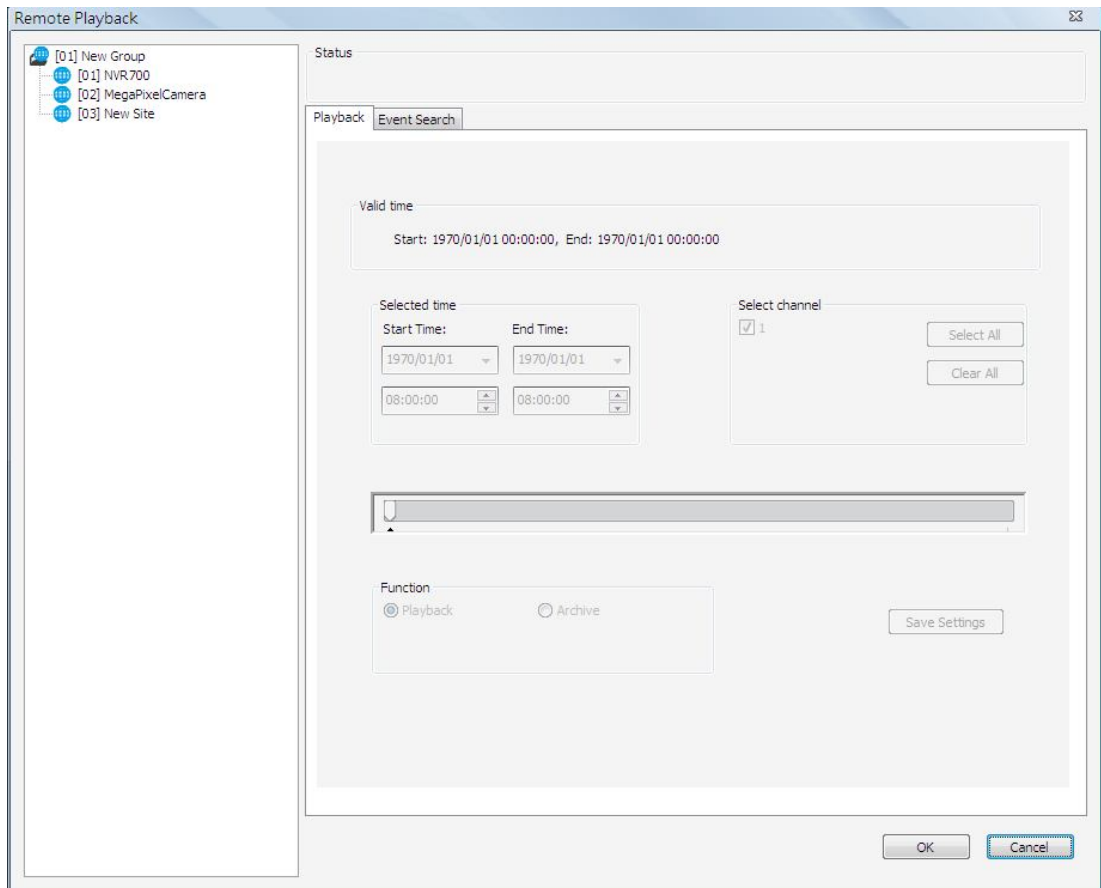 Remote Playback
[01] New Group
[01] NVR700
[02] MegaPixelCamera
[03] New Site
Status
Playback Event Search
Valid time
Start: 1970/01/01 00:00:00, End: 1970/01/01 00:00:00
Selected time
Start Time: End Time:
1970/01/01 1970/01/01
08:00:00 08:00:00
Select channel
1
Select All
Clear All
Function
Playback Archive
Save Settings
OK Cancel